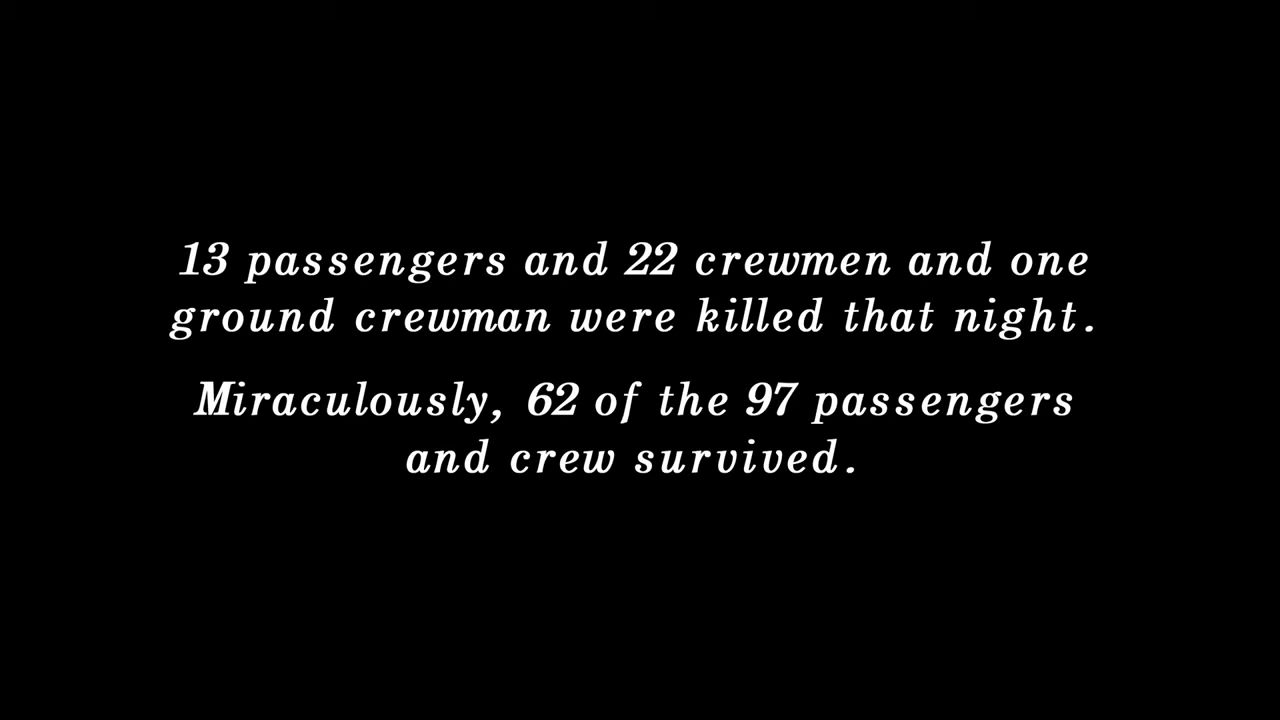 13 passengers and 22 crewmen and one
ground crewman were killed that night.
Miraculously, 62 of the 97 passengers
and crew survived.